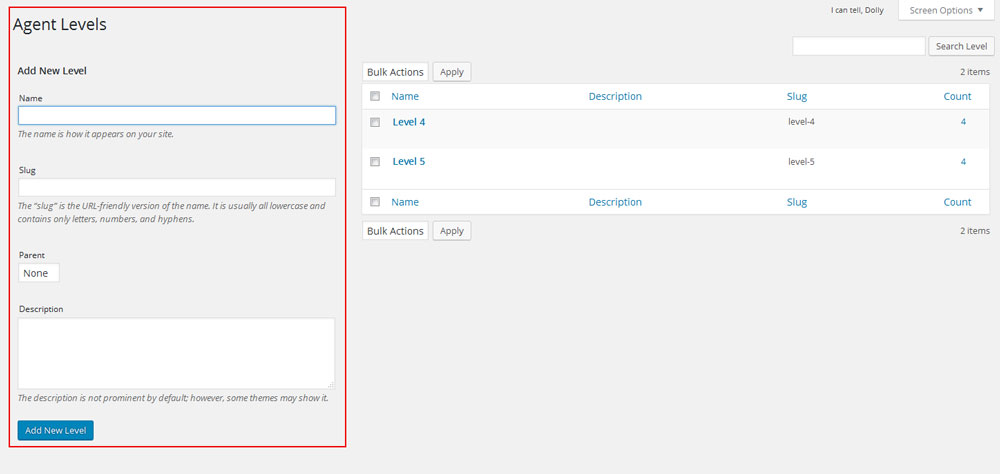 Agent Levels
Add New Level
Name
The name is how it appears on your site.
Slug
The “slug” is the URL-friendly version of the name. It is usually all lowercase and
contains only letters, numbers, and hyphens.
Parent
None
Description
The description is not prominent by default; however, some themes may show it.
Add New Level
I can tell, Dolly
Screen Options
Search Level
Bulk Actions Apply 2 items
Name Description Slug Count
Level 4 level-4 4
Level 5 level-5 4
Name Description Slug Count
Bulk Actions Apply 2 items